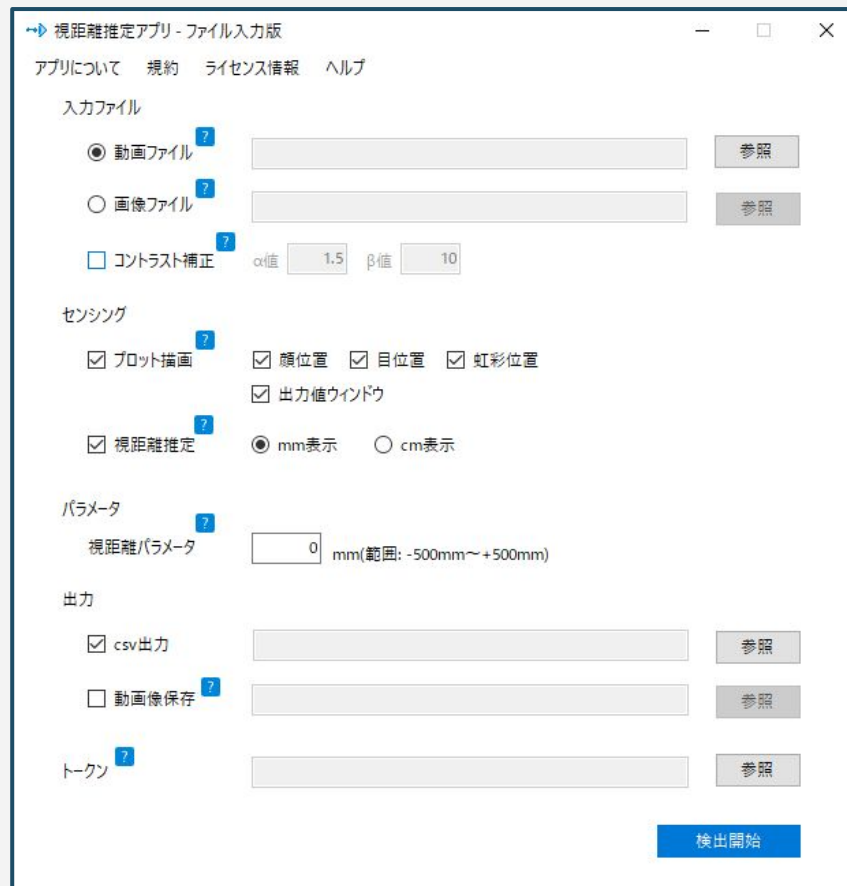 視距離推定アプリ - ファイル入力版
アプリについて 規約 ライセンス情報 ヘルプ
入力ファイル
動画ファイル ? 参照
画像ファイル ? 参照
コントラスト補正 ? α値 1.5 β値 10
センシング
プロット描画 ? 顔位置 目位置 虹彩位置
出力値ウィンドウ
視距離推定 ? mm表示 cm表示
パラメータ
視距離パラメータ ? 0 mm(範囲: -500mm～+500mm)
出力
csv出力 参照
動画像保存 ? 参照
トークン ? 参照
検出開始